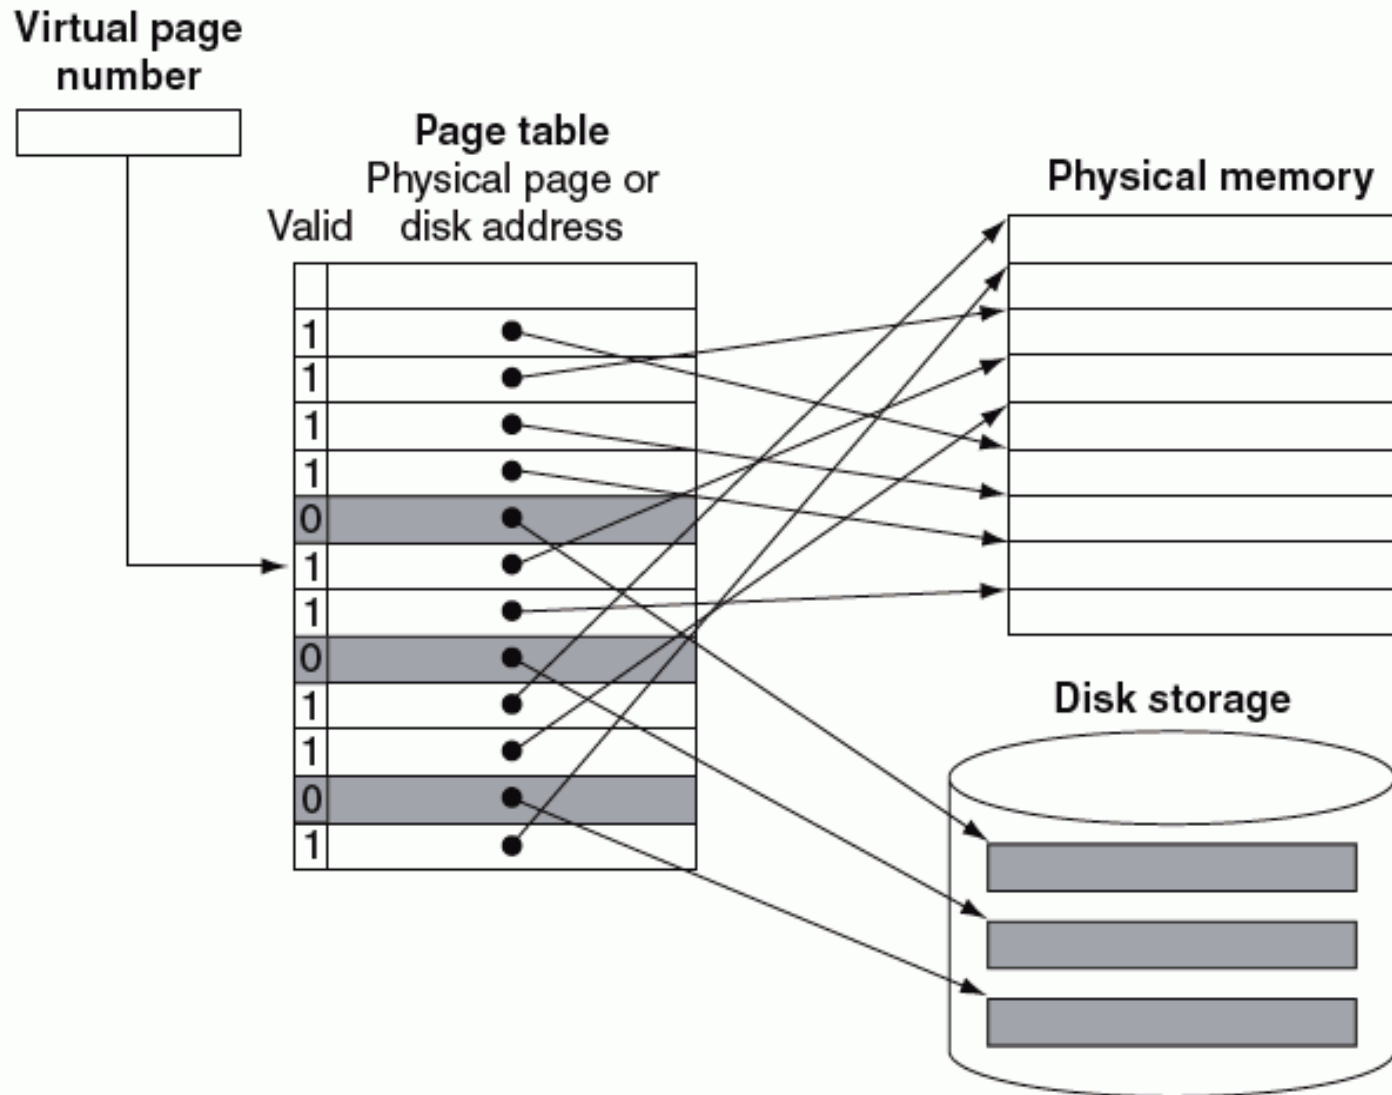 Virtual page
number
Page table
Physical page or
Valid disk address
Physical memory
1
1
1
1
0
1
1
0
1
1
0
1
Disk storage